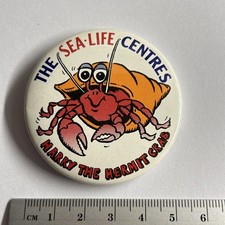 THE SEA-LIFE CENTRES
HARRY THE HERMIT CRAB
CM 1 2 3 4 5 6